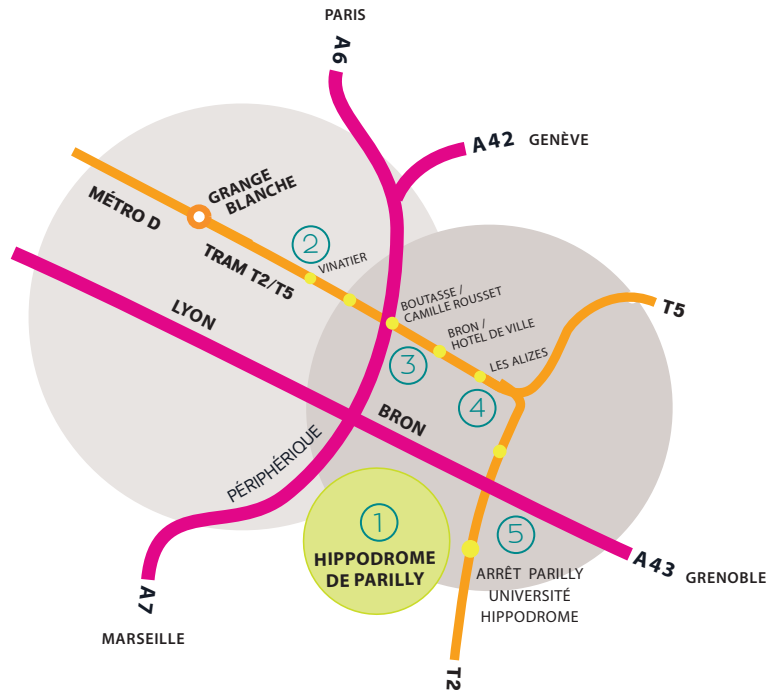 PARIS
A6
A42
GENÈVE
GRANGE
BLANCHE
MÉTRO D
2
VINATIER
TRAM T2/T5
BOUTASSE /
CAMILLE ROUSSET
T5
LYON
BRON /
HOTEL DE VILLE
3
LES ALIZES
4
BRON
PÉRIPHÉRIQUE
1
HIPPODROME
DE PARILLY
5
A43
GRENOBLE
ARRÊT PARILLY
UNIVERSITÉ
HIPPODROME
A7
MARSEILLE
T2